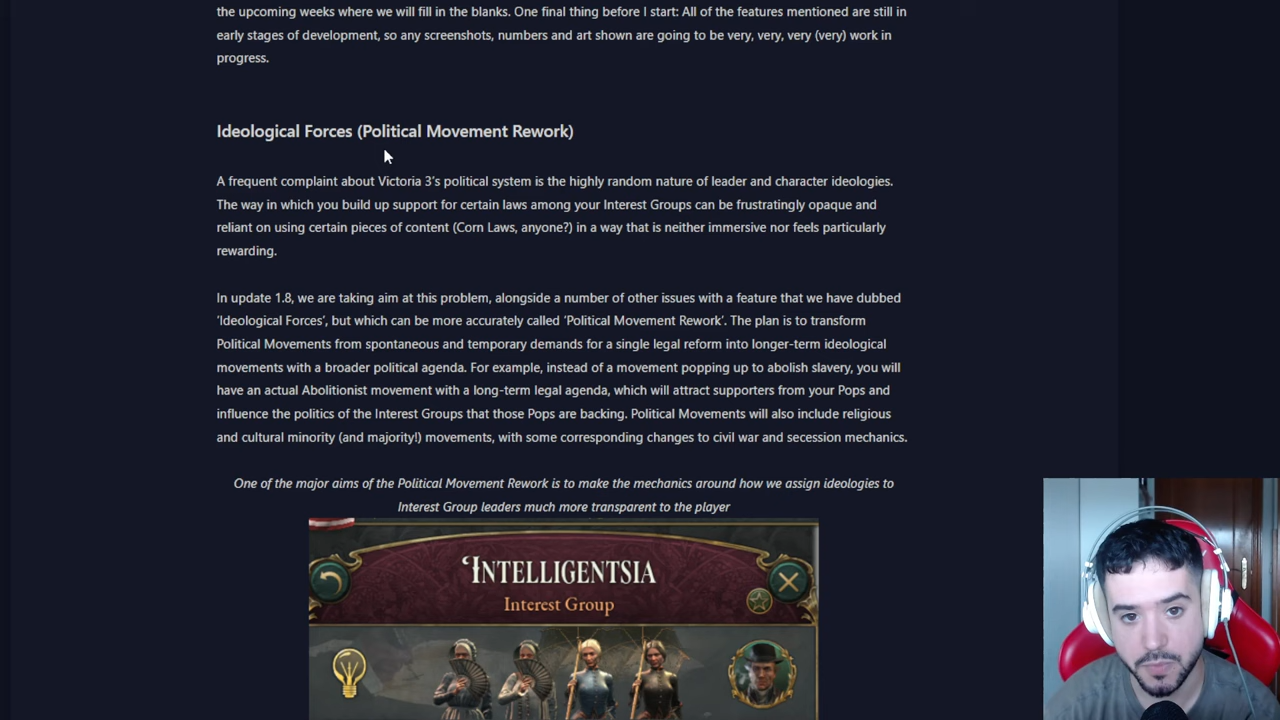 the upcoming weeks where we will fill in the blanks. One final thing before I start: All of the features mentioned are still in
early stages of development, so any screenshots, numbers and art shown are going to be very, very, very (very) work in
progress.
Ideological Forces (Political Movement Rework)
A frequent complaint about Victoria 3's political system is the highly random nature of leader and character ideologies.
The way in which you build up support for certain laws among your Interest Groups can be frustratingly opaque and
reliant on using certain pieces of content (Corn Laws, anyone?) in a way that is neither immersive nor feels particularly
rewarding.
In update 1.8, we are taking aim at this problem, alongside a number of other issues with a feature that we have dubbed
‘Ideological Forces’, but which can be more accurately called ‘Political Movement Rework’. The plan is to transform
Political Movements from spontaneous and temporary demands for a single legal reform into longer-term ideological
movements with a broader political agenda. For example, instead of a movement popping up to abolish slavery, you will
have an actual Abolitionist movement with a long-term legal agenda, which will attract supporters from your Pops and
influence the politics of the Interest Groups that those Pops are backing. Political Movements will also include religious
and cultural minority (and majority!) movements, with some corresponding changes to civil war and secession mechanics.
One of the major aims of the Political Movement Rework is to make the mechanics around how we assign ideologies to
Interest Group leaders much more transparent to the player
INTELLIGENTSIA
Interest Group